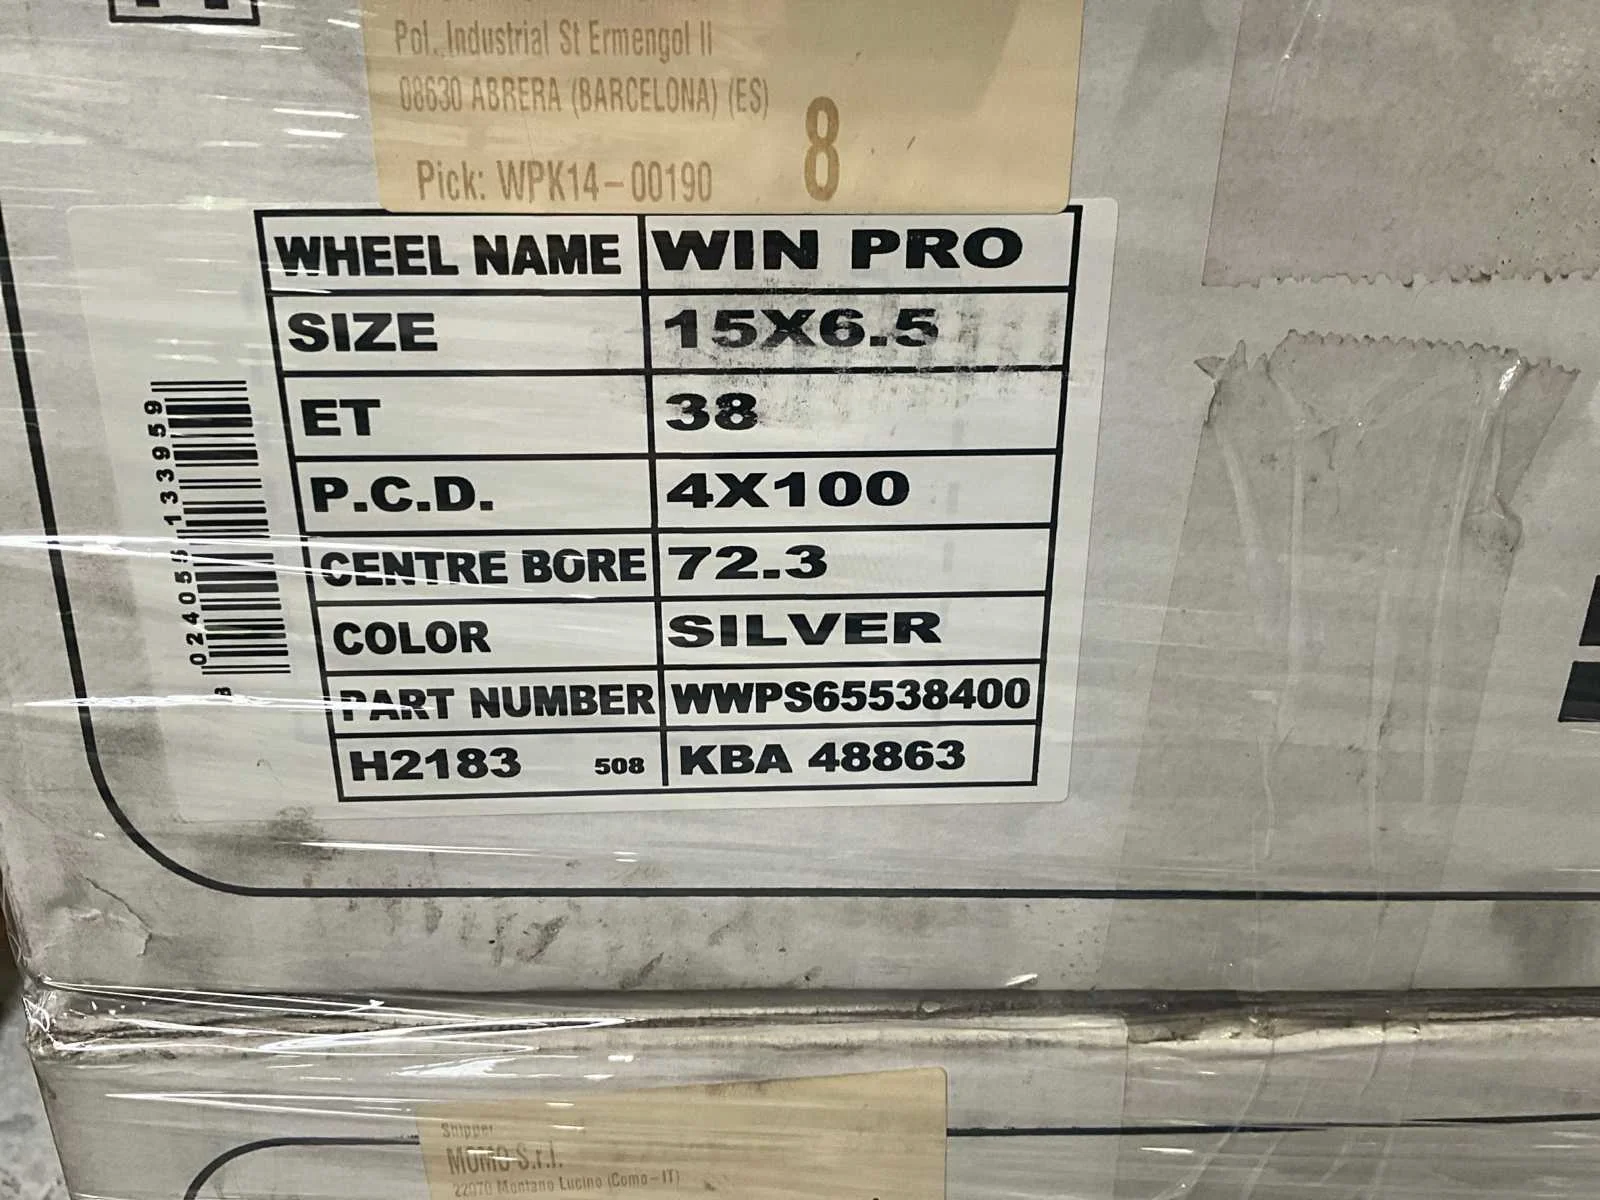 Pol. Industrial St Ermengol II
08630 ABRERA (BARCELONA) (ES)
8
Pick: WPK14-00190
WHEEL NAME WIN PRO
SIZE 15X6.5
ET 38
P.C.D. 4X100
CENTRE BORE 72.3
COLOR SILVER
PART NUMBER WWPS65538400
H2183 508 KBA 48863
8 024055 133959
Shipper
MOMO S.r.l.
22070 Montano Lucino (Como-IT)